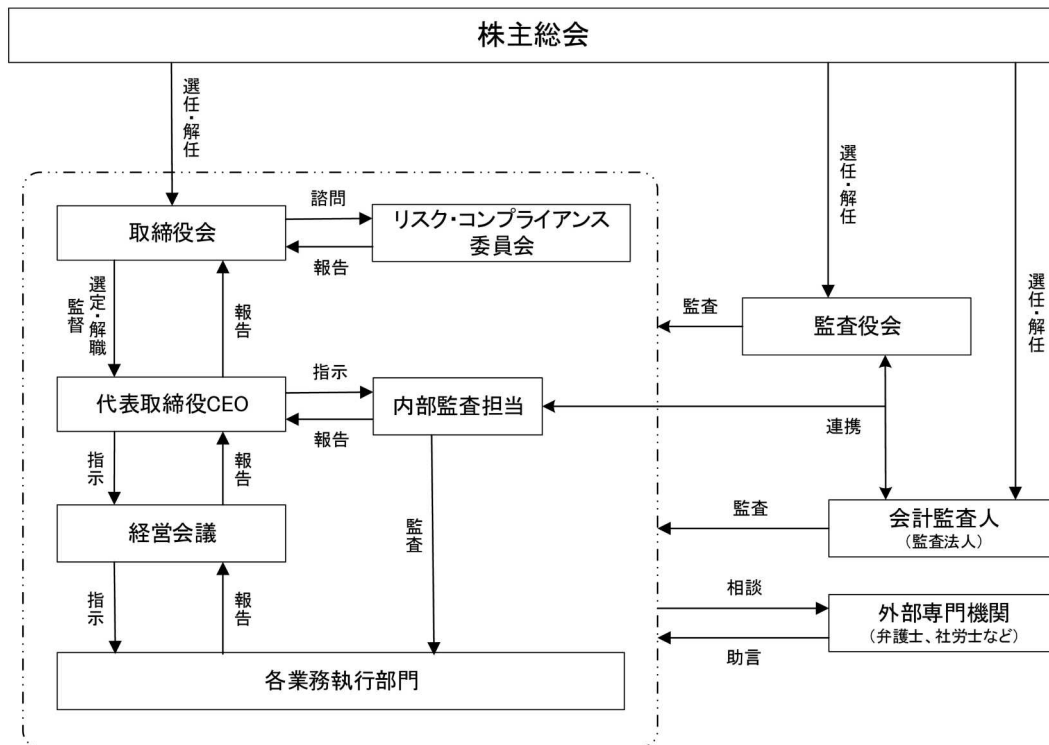 株主総会
選任・解任
選任・解任
選任・解任
取締役会
諮問
報告
リスク・コンプライアンス
委員会
選定・解職
監督
報告
監査
監査役会
代表取締役CEO
指示
報告
内部監査担当
連携
指示
報告
経営会議
監査
監査
会計監査人
(監査法人)
指示
報告
相談
助言
外部専門機関
(弁護士、社労士など)
各業務執行部門